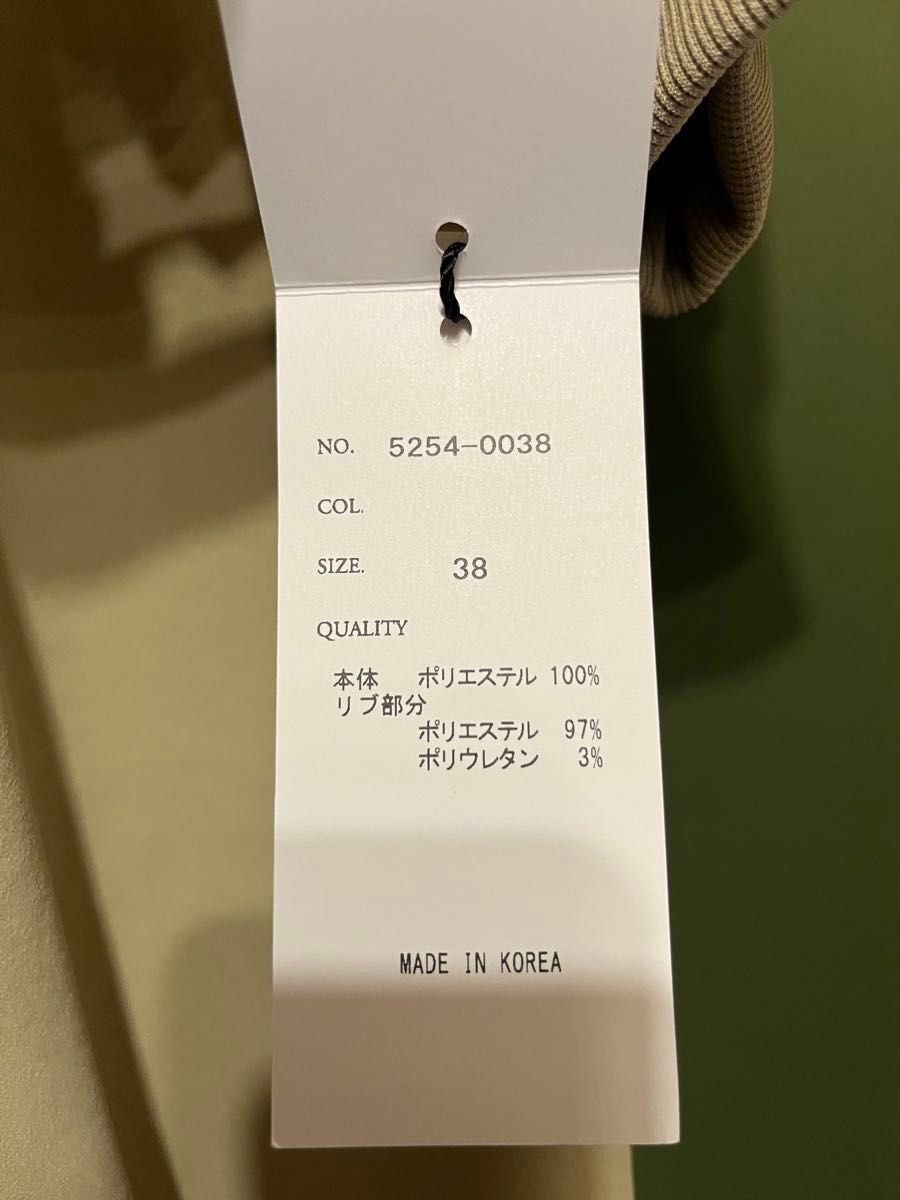 NO. 5254-0038
COL.
SIZE. 38
QUALITY
本体 ポリエステル 100%
リブ部分
ポリエステル 97%
ポリウレタン 3%
MADE IN KOREA